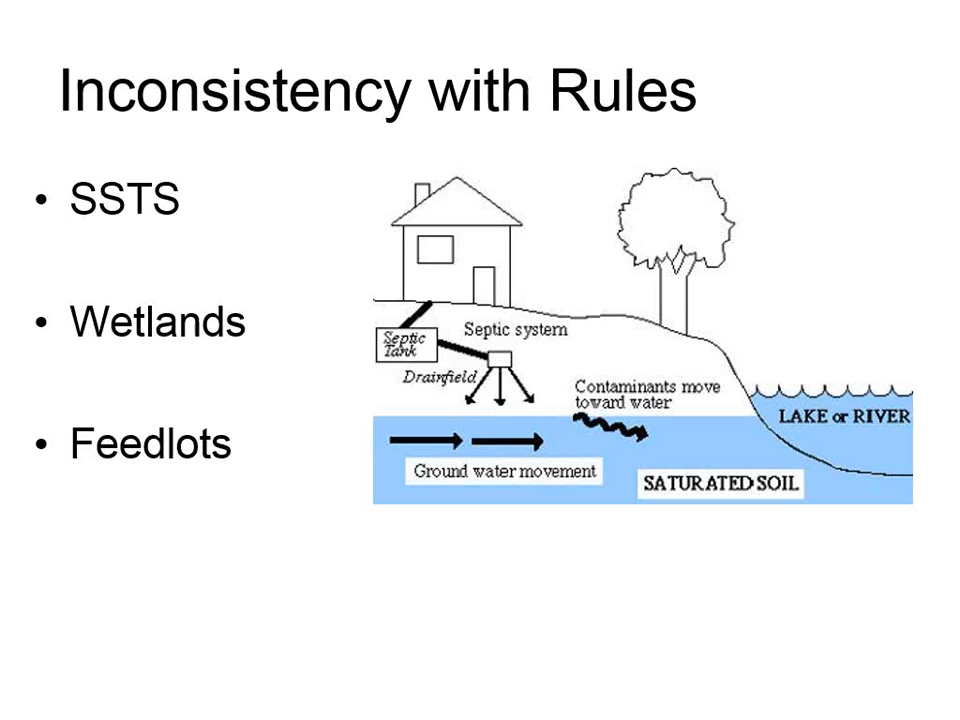 Inconsistency with Rules
• SSTS
• Wetlands
• Feedlots
Septic system
Septic
Tank
Drainfield
Contaminants move
toward water
LAKE or RIVER
Ground water movement
SATURATED SOIL